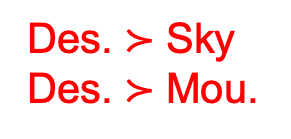 Des. ≻ Sky
Des. ≻ Mou.